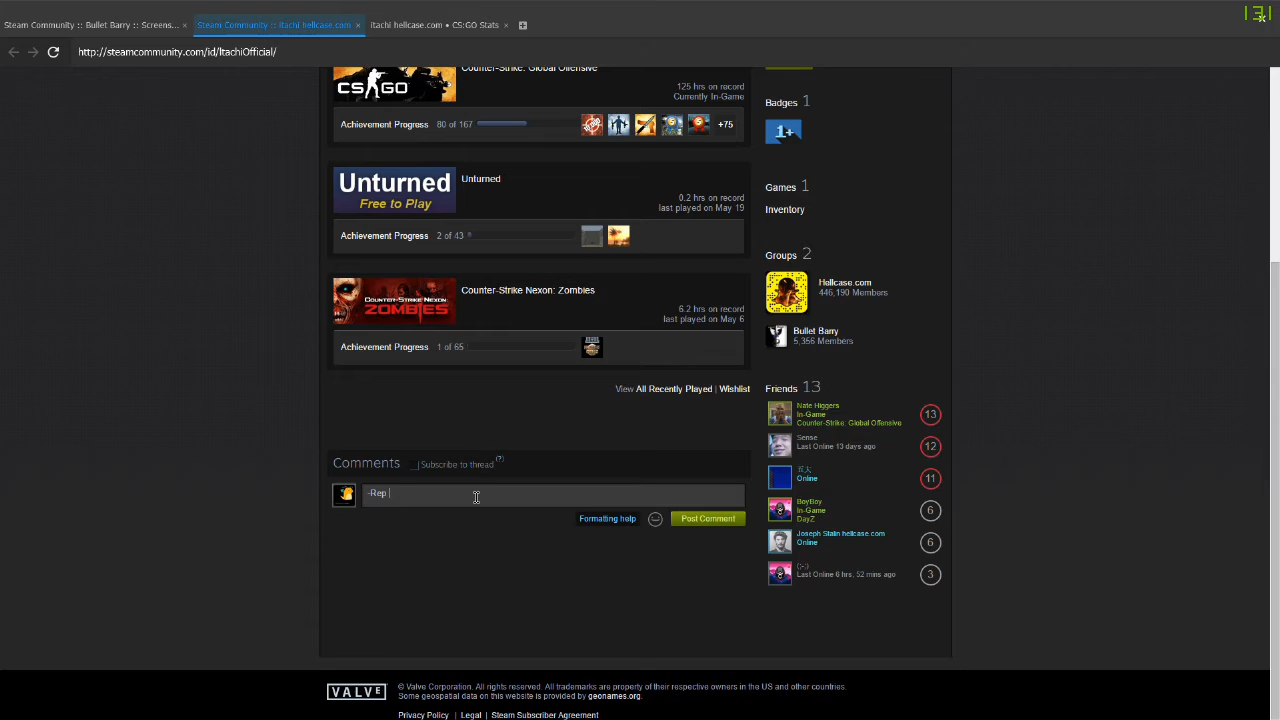 Steam Community :: Bullet Barry :: Screens... ×
Steam Community :: Itachi hellcase.com ×
itachi hellcase.com • CS:GO Stats ×
131
http://steamcommunity.com/id/ItachiOfficial/
CS GO
Counter-Strike: Global Offensive
125 hrs on record
Currently In-Game
Achievement Progress 80 of 167
+75
Unturned
Free to Play
Unturned
0.2 hrs on record
last played on May 19
Achievement Progress 2 of 43
COUNTER-STRIKE NEXON:
ZOMBIES
Counter-Strike Nexon: Zombies
6.2 hrs on record
last played on May 6
Achievement Progress 1 of 65
View All Recently Played | Wishlist
Comments Subscribe to thread (?)
-Rep
Formatting help
Post Comment
Badges 1
1+
Games 1
Inventory
Groups 2
Hellcase.com
446,190 Members
Bullet Barry
5,356 Members
Friends 13
Nate Higgers
In-Game
Counter-Strike: Global Offensive
13
Sense
Last Online 13 days ago
12
Online
11
BoyBoy
In-Game
DayZ
6
Joseph Stalin hellcase.com
Online
6
Last Online 6 hrs, 52 mins ago
3
VALVE
© Valve Corporation. All rights reserved. All trademarks are property of their respective owners in the US and other countries.
Some geospatial data on this website is provided by geonames.org.
Privacy Policy | Legal | Steam Subscriber Agreement